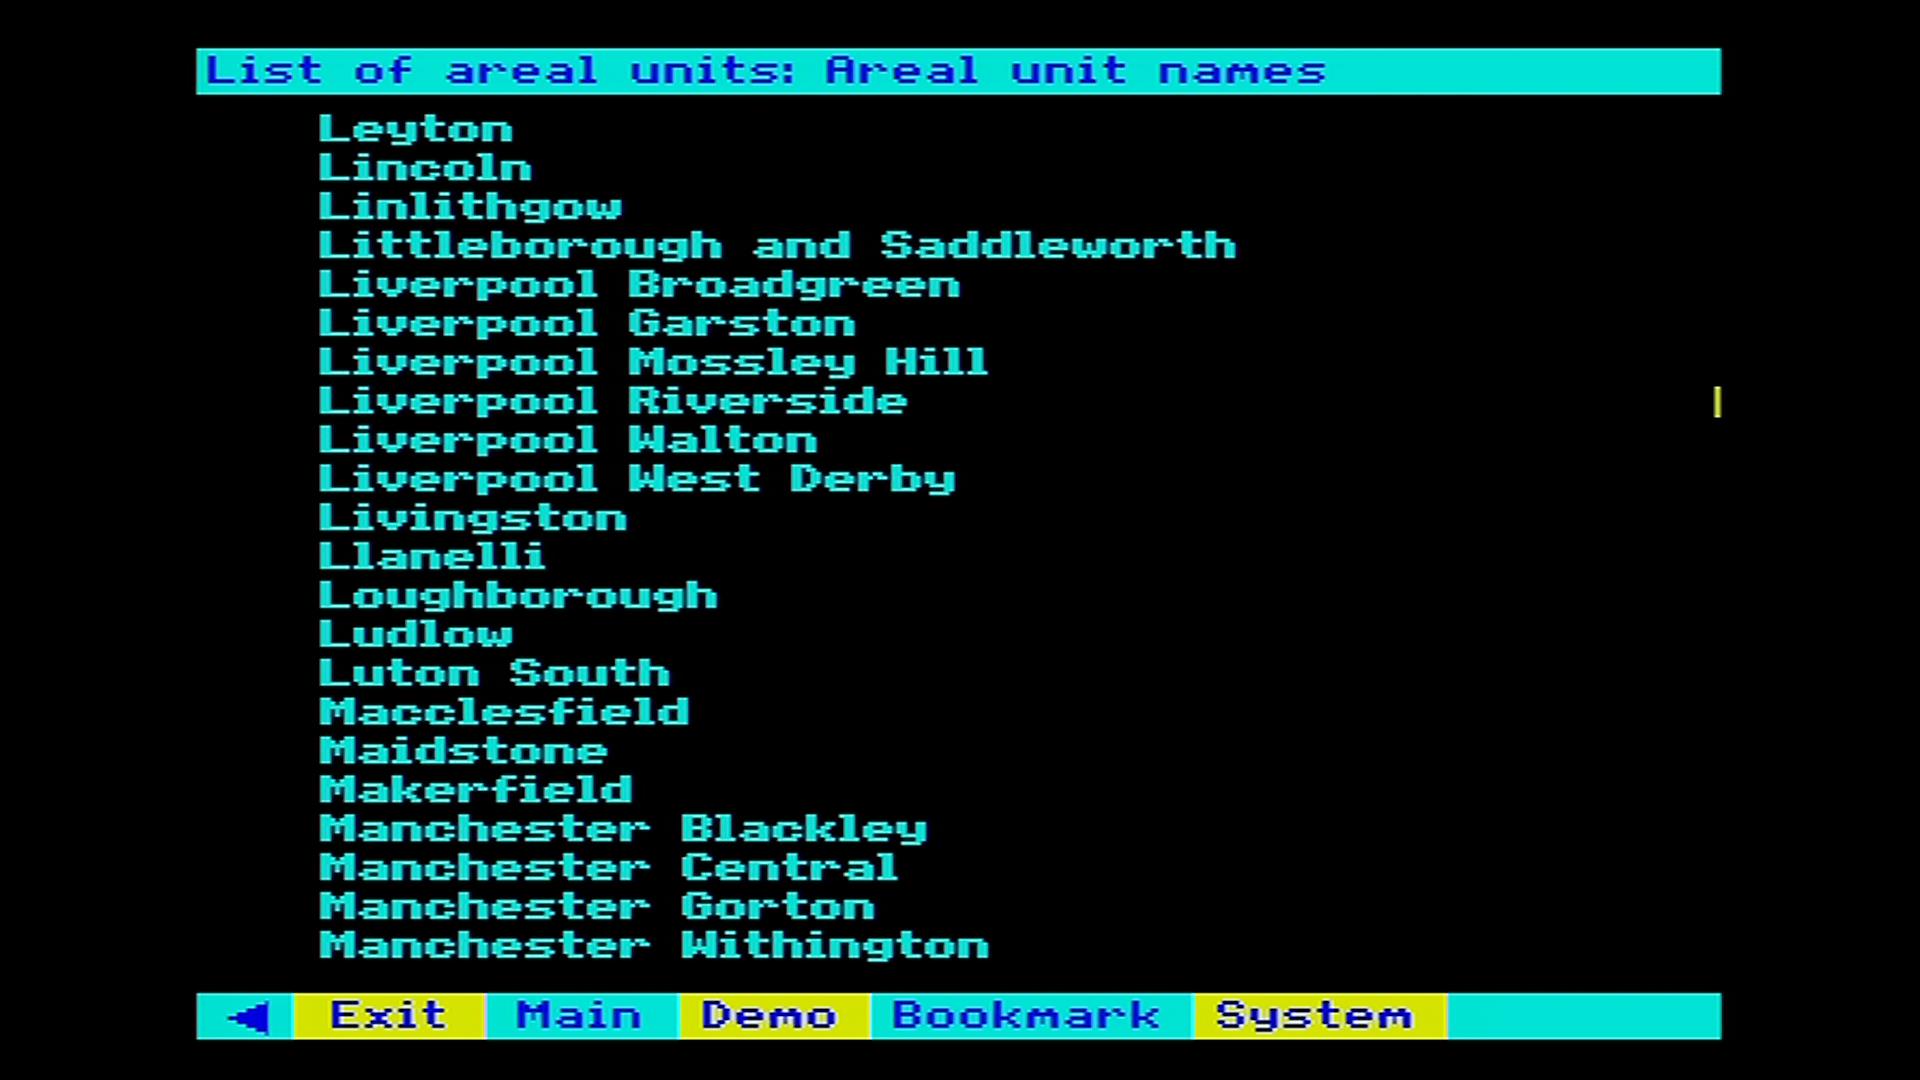 List of areal units: Areal unit names
Leyton
Lincoln
Linlithgow
Littleborough and Saddleworth
Liverpool Broadgreen
Liverpool Garston
Liverpool Mossley Hill
Liverpool Riverside
Liverpool Walton
Liverpool West Derby
Livingston
Llanelli
Loughborough
Ludlow
Luton South
Macclesfield
Maidstone
Makerfield
Manchester Blackley
Manchester Central
Manchester Gorton
Manchester Withington
Exit Main Demo Bookmark System